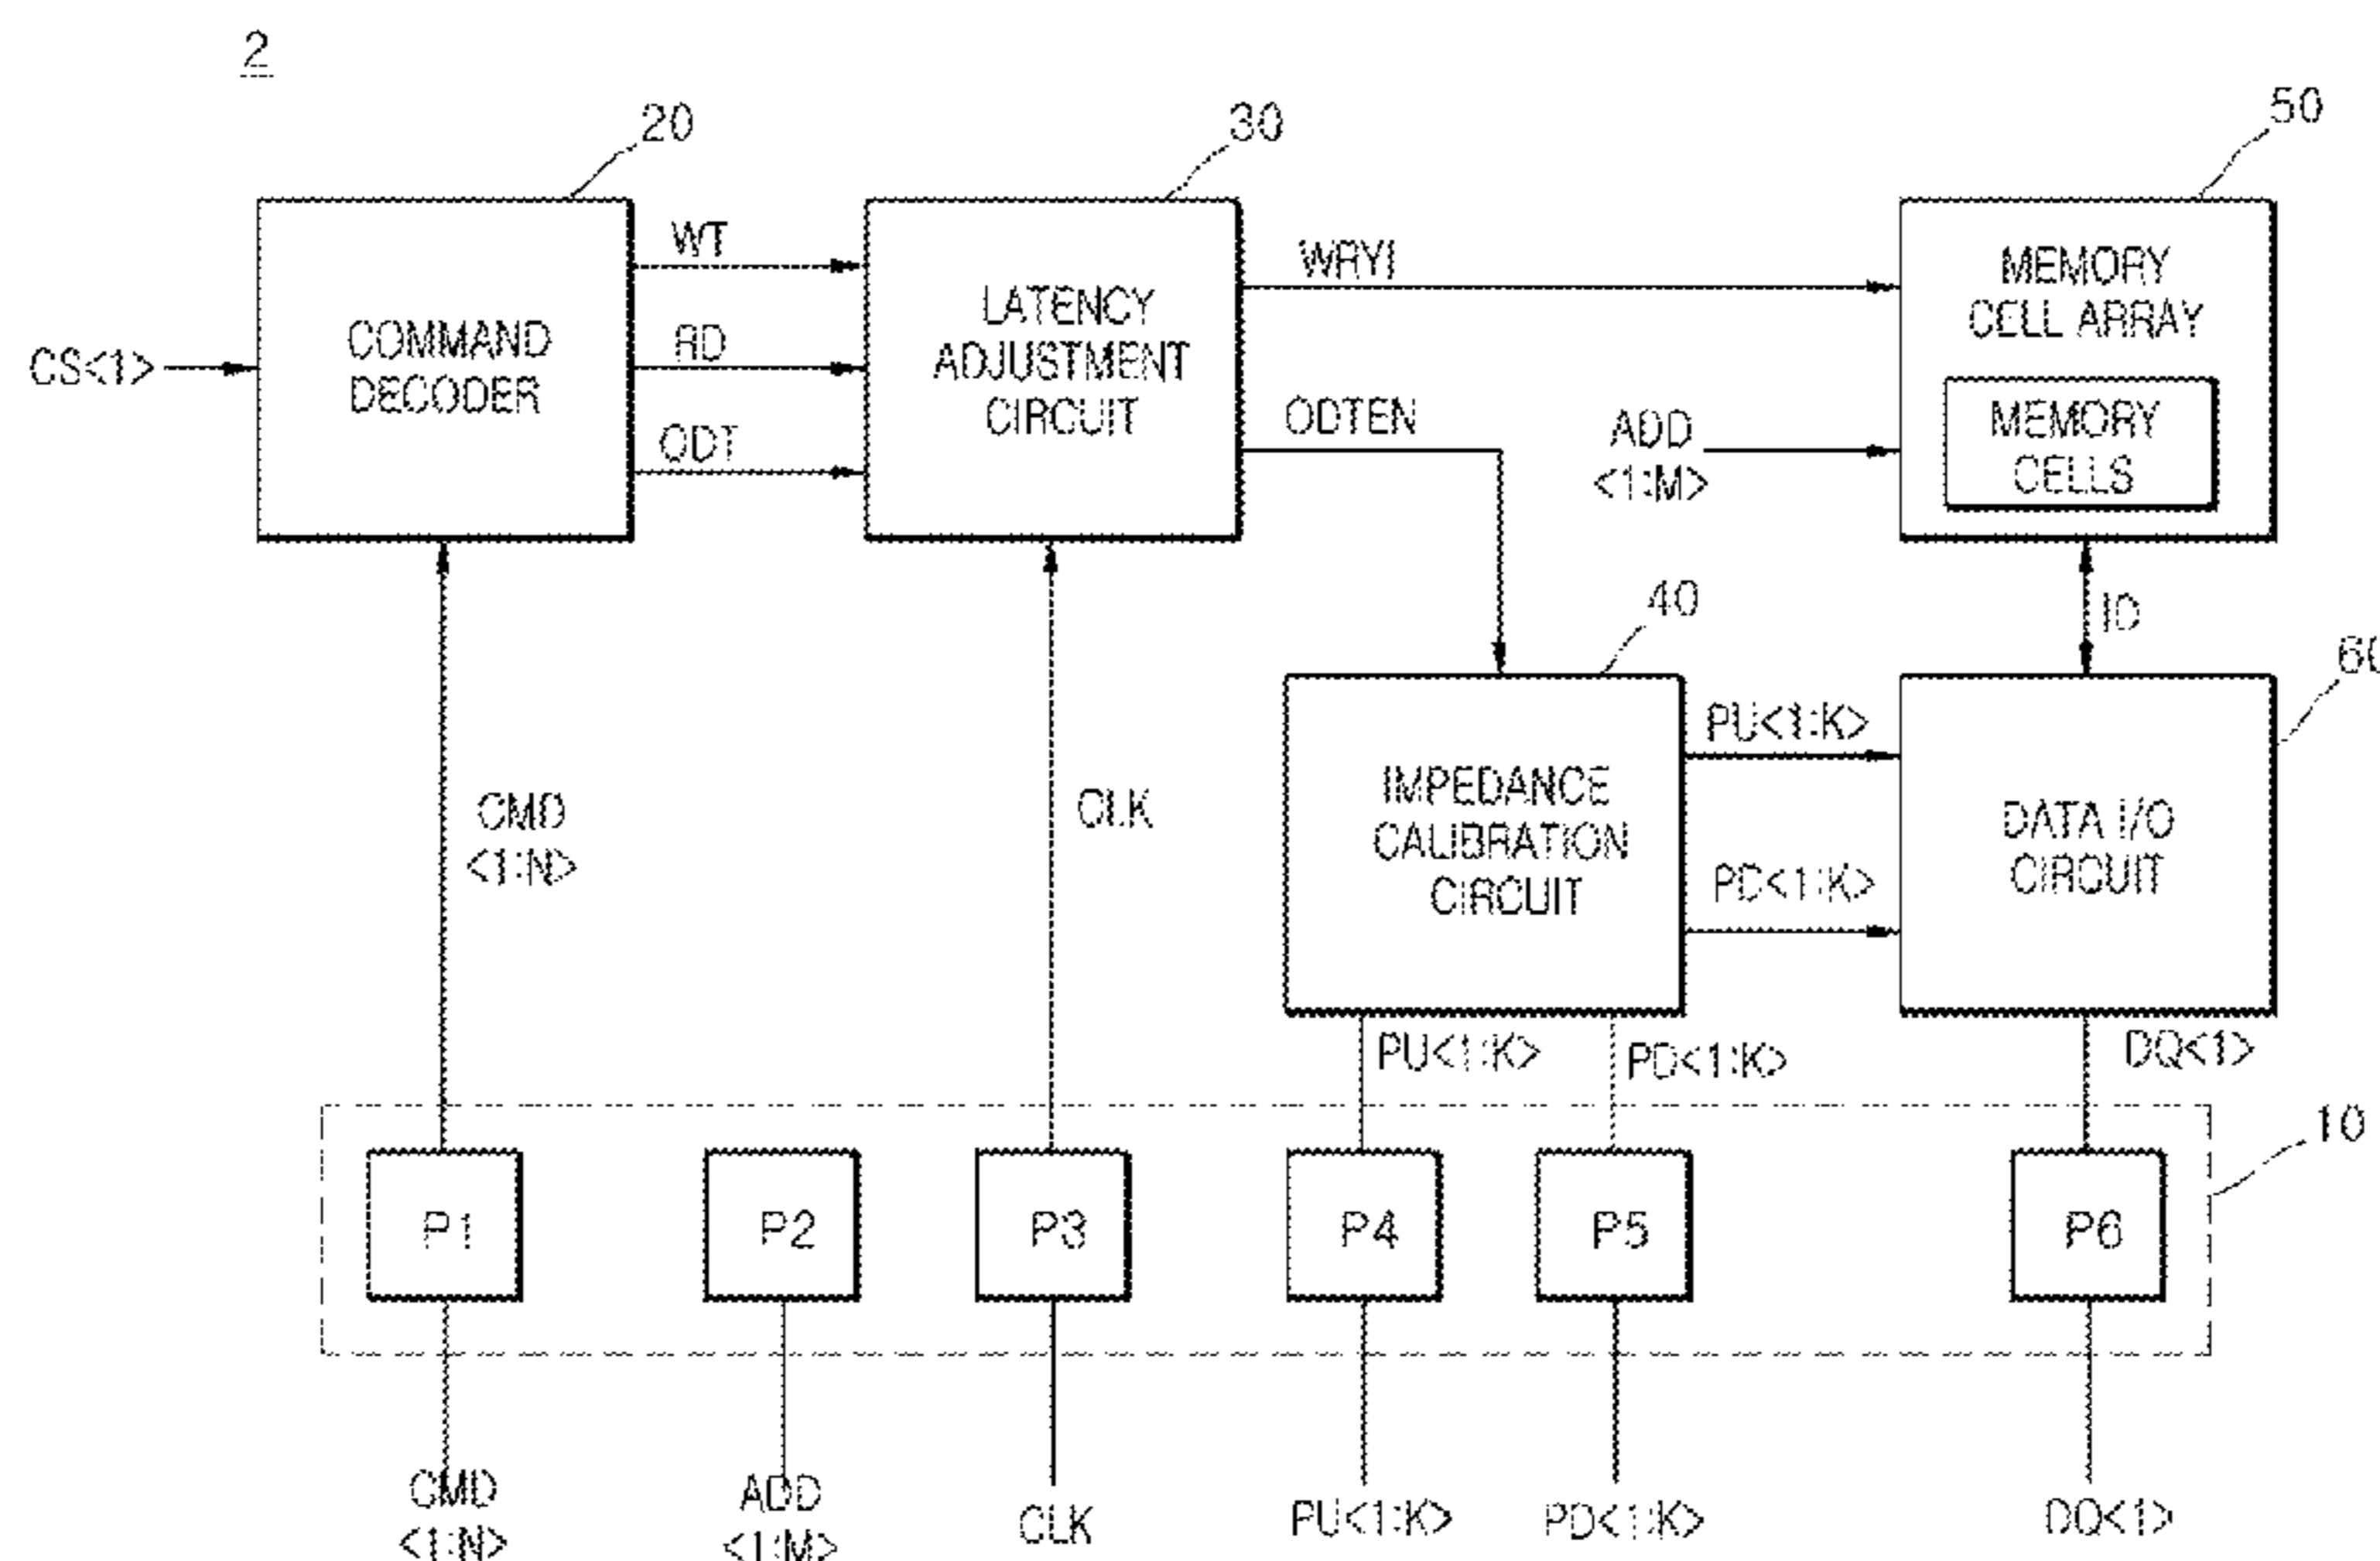 2
20
30
50
CS<1>
COMMAND
DECODER
WT
RD
ODT
LATENCY
ADJUSTMENT
CIRCUIT
WRYI
ODTEN
ADD
<1:M>
MEMORY
CELL ARRAY
MEMORY
CELLS
40
ID
60
CMD
<1:N>
CLK
IMPEDANCE
CALIBRATION
CIRCUIT
PU<1:K>
PD<1:K>
DATA I/O
CIRCUIT
PU<1:K>
PD<1:K>
DQ<1>
10
P1
P2
P3
P4
P5
P6
CMD
<1:N>
ADD
<1:M>
CLK
PU<1:K>
PD<1:K>
DQ<1>